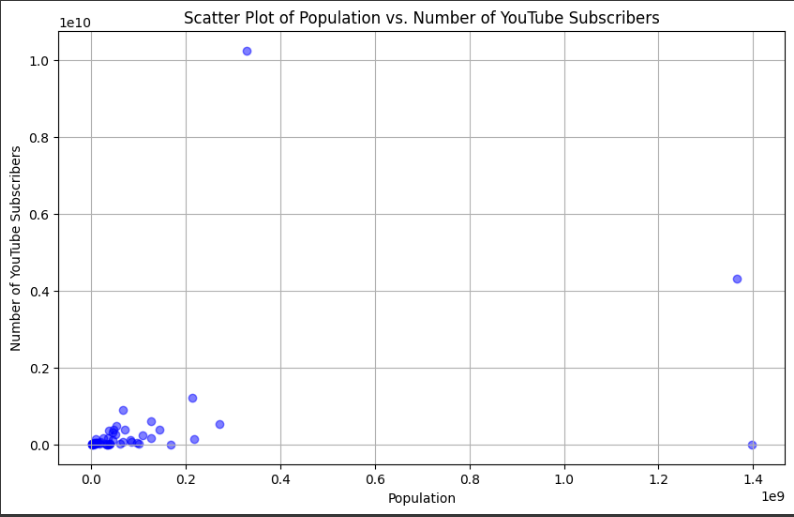 Scatter Plot of Population vs. Number of YouTube Subscribers
1e10
1.0
0.8
0.6
0.4
0.2
0.0
Number of YouTube Subscribers
0.0 0.2 0.4 0.6 0.8 1.0 1.2 1.4
1e9
Population